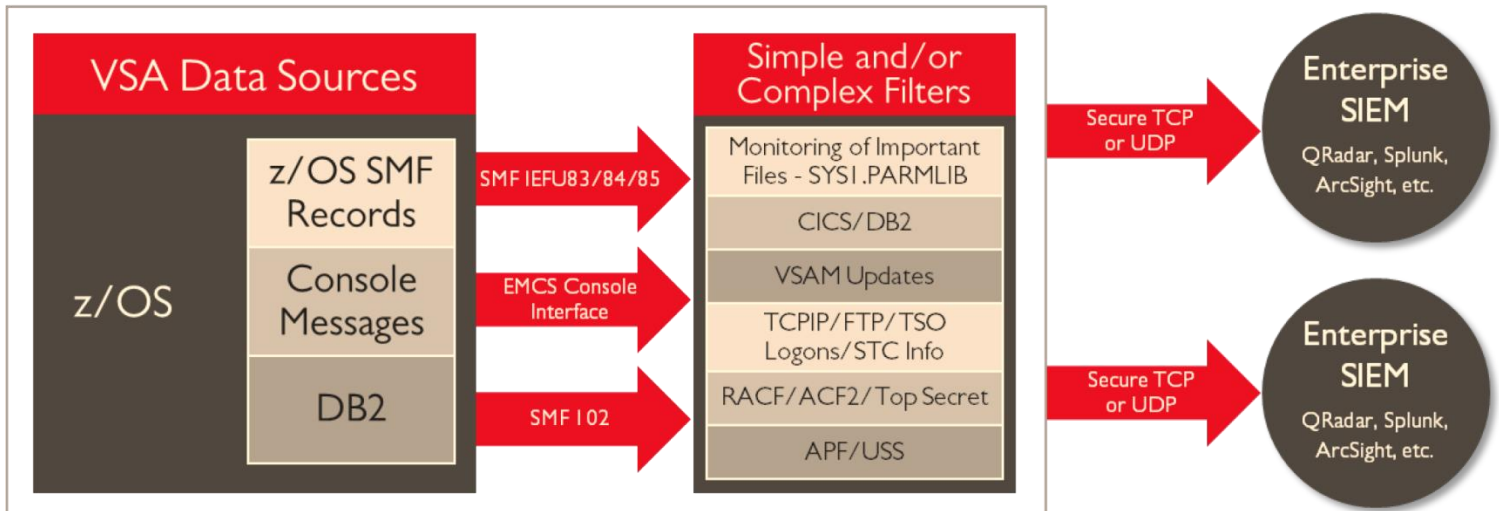 VSA Data Sources
z/OS
z/OS SMF
Records
Console
Messages
DB2
SMF IEFU83/84/85
EMCS Console
Interface
SMF 102
Simple and/or
Complex Filters
Monitoring of Important
Files - SYS1.PARMLIB
CICS/DB2
VSAM Updates
TCPIP/FTP/TSO
Logons/STC Info
RACF/ACF2/Top Secret
APF/USS
Secure TCP
or UDP
Enterprise
SIEM
QRadar, Splunk,
ArcSight, etc.
Secure TCP
or UDP
Enterprise
SIEM
QRadar, Splunk,
ArcSight, etc.